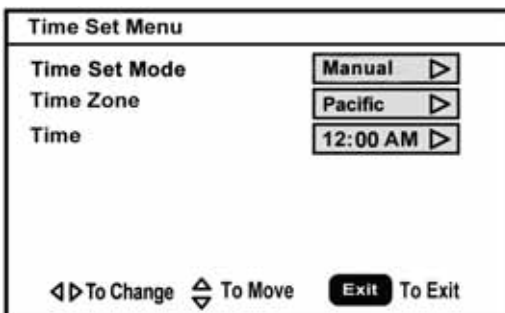 Time Set Menu
Time Set Mode Manual
Time Zone Pacific
Time 12:00 AM
To Change To Move Exit To Exit